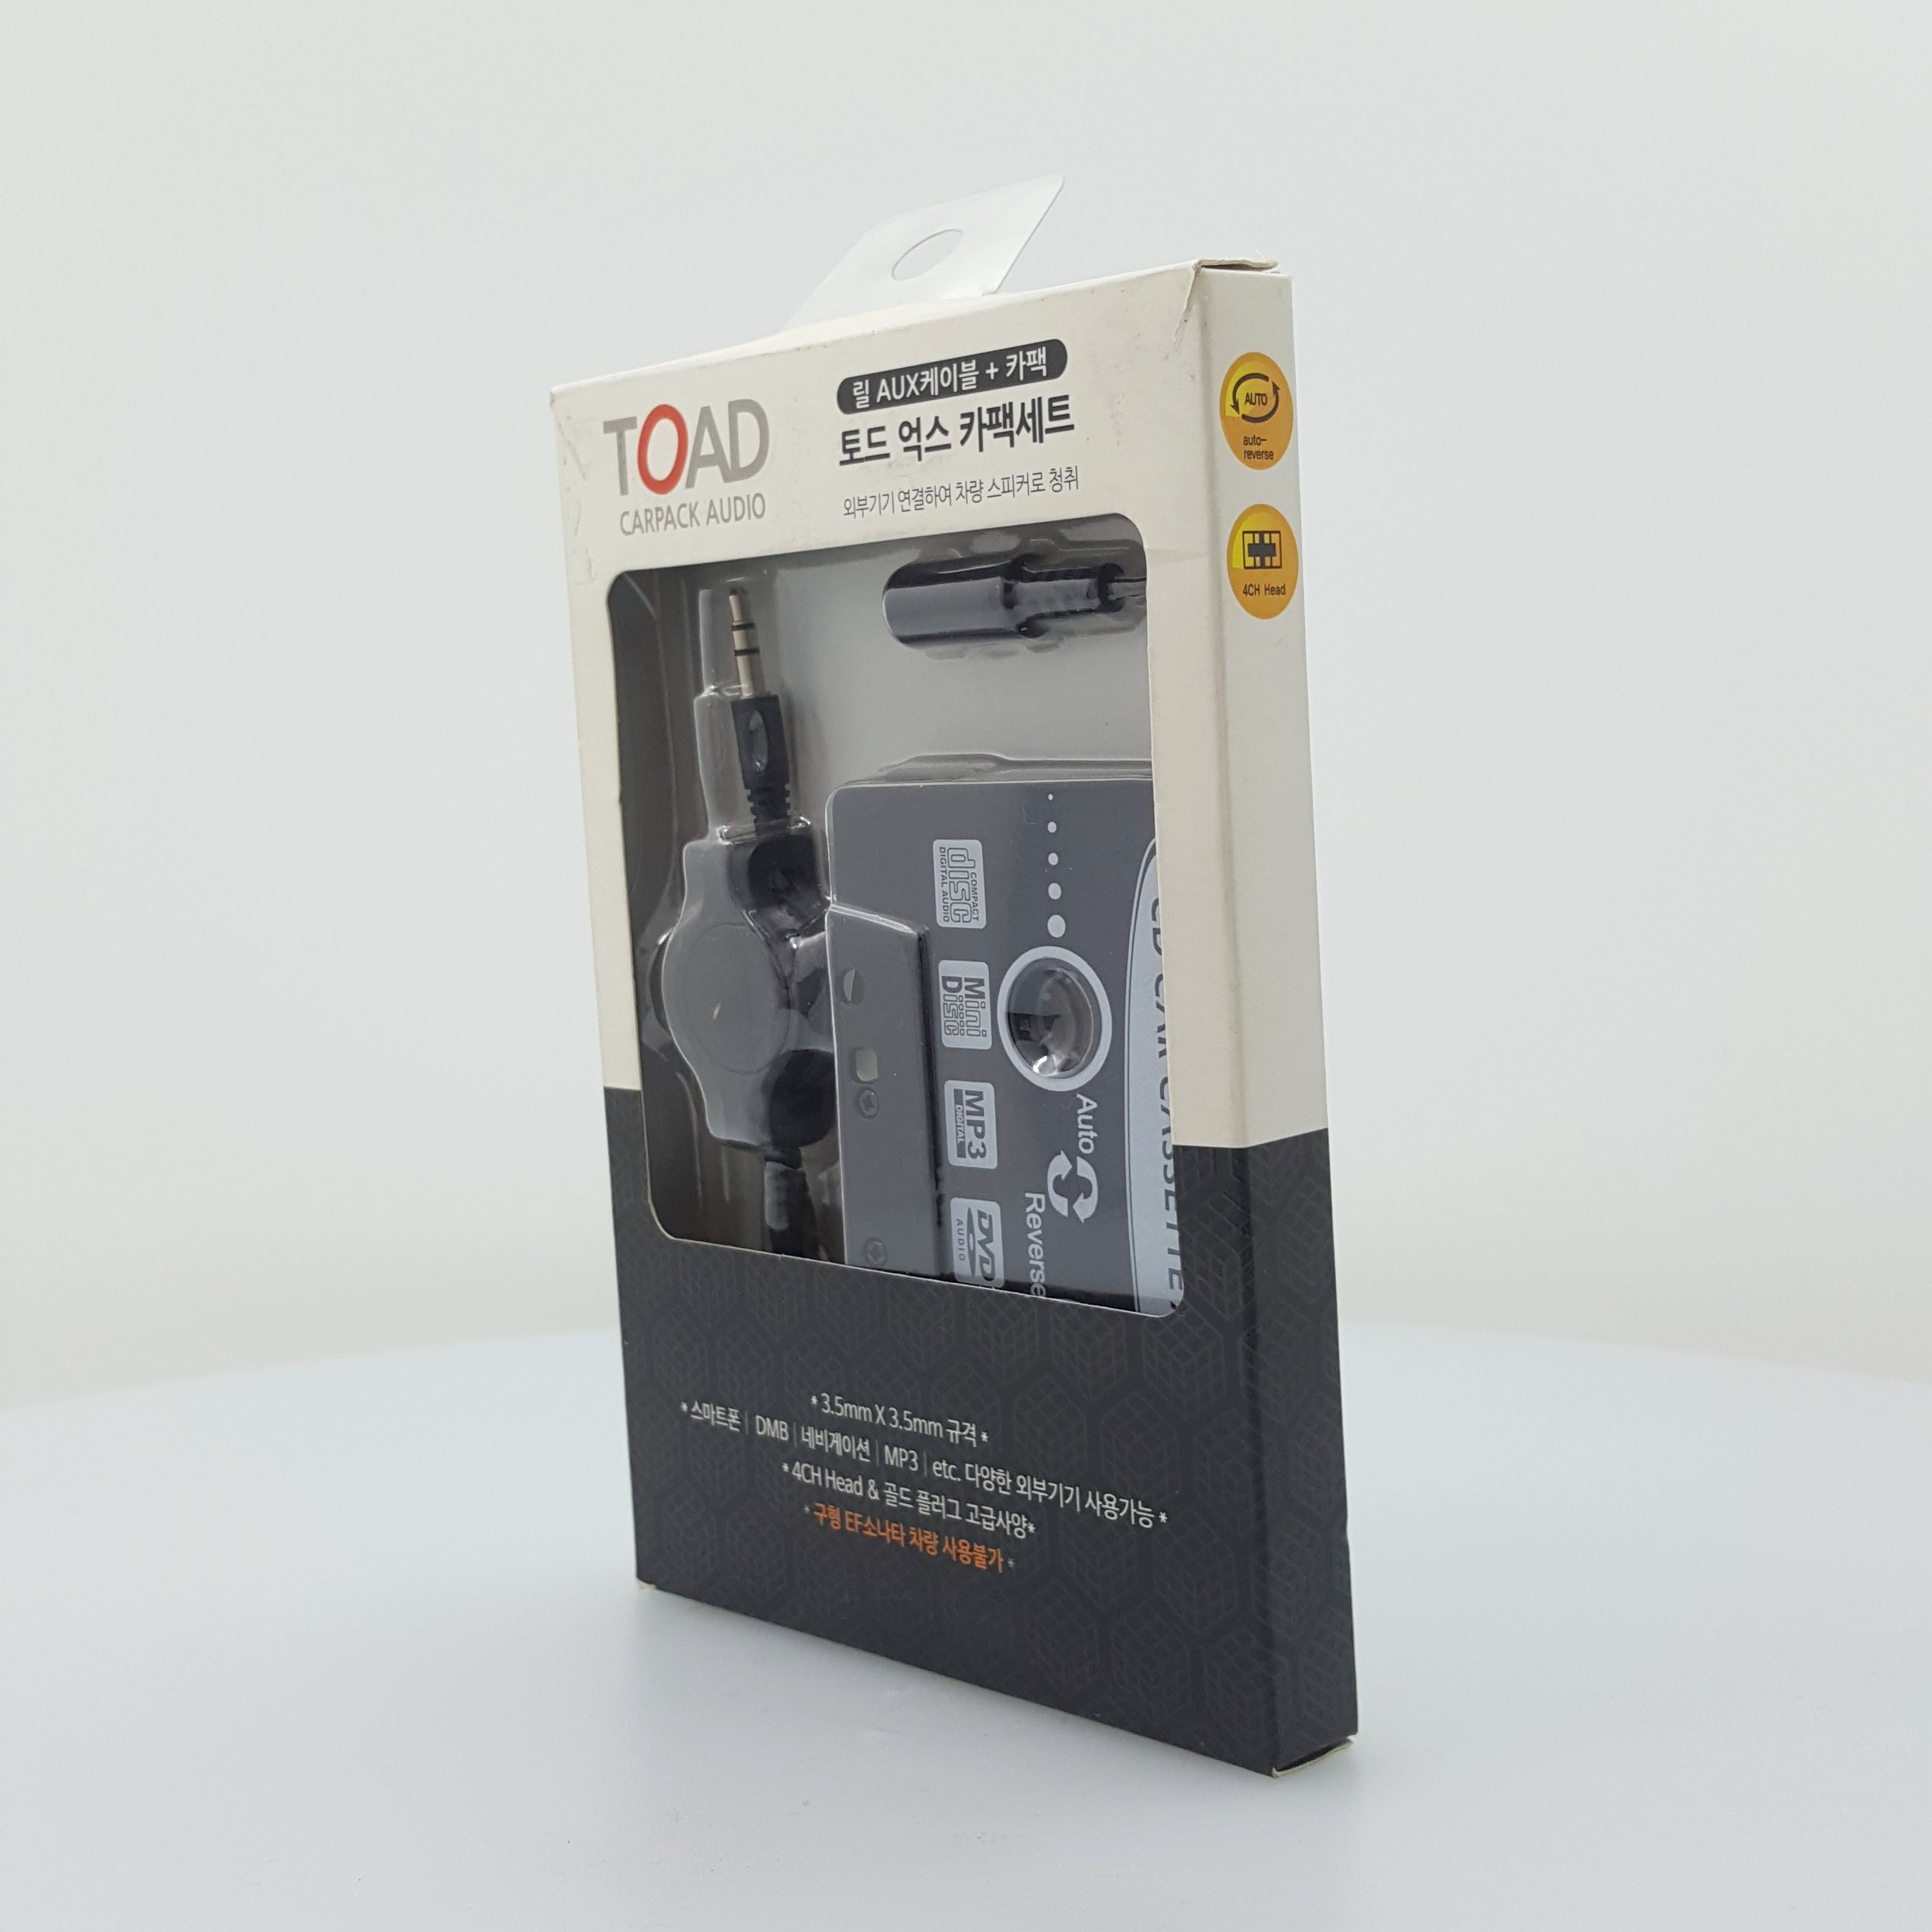 릴 AUX케이블 + 카팩
TOAD
CARPACK AUDIO
토드 억스 카팩세트
외부기기 연결하여 차량 스피커로 청취
AUTO
auto-
reverse
4CH Head
COMPACT
disc
DIGITAL AUDIO
Mini
Disc
MP3
DIGITAL
DVD
AUDIO
Auto
Reverse
CD CAR CASSETTE
* 3.5mm X 3.5mm 규격 *
* 스마트폰 | DMB | 네비게이션 | MP3 | etc. 다양한 외부기기 사용가능 *
* 4CH Head & 골드 플러그 고급사양*
* 구형 EF소나타 차량 사용불가 *